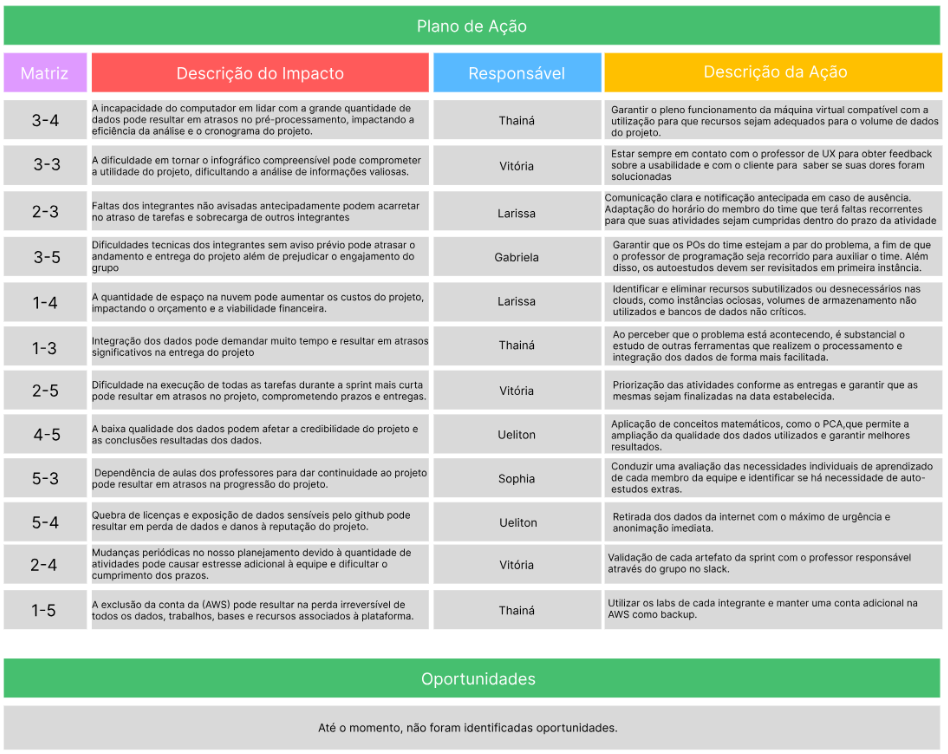 Plano de Ação
Matriz
Descrição do Impacto
Responsável
Descrição da Ação
3-4
A incapacidade do computador em lidar com a grande quantidade de
dados pode resultar em atrasos no pré-processamento, impactando a
eficiência da análise e o cronograma do projeto.
Thainá
Garantir o pleno funcionamento da máquina virtual compatível com a
utilização para que recursos sejam adequados para o volume de dados
do projeto.
3-3
A dificuldade em tornar o infográfico compreensível pode comprometer
a utilidade do projeto, dificultando a análise de informações valiosas.
Vitória
Estar sempre em contato com o professor de UX para obter feedback
sobre a usabilidade e com o cliente para saber se suas dores foram
solucionadas
2-3
Faltas dos integrantes não avisadas antecipadamente podem acarretar
no atraso de tarefas e sobrecarga de outros integrantes
Larissa
Comunicação clara e notificação antecipada em caso de ausência.
Adaptação do horário do membro do time que terá faltas recorrentes
para que suas atividades sejam cumpridas dentro do prazo da atividade
3-5
Dificuldades tecnicas dos integrantes sem aviso prévio pode atrasar o
andamento e entrega do projeto além de prejudicar o engajamento do
grupo
Gabriela
Garantir que os POs do time estejam a par do problema, a fim de que
o professor de programação seja recorrido para auxiliar o time. Além
disso, os autoestudos devem ser revisitados em primeira instância.
1-4
A quantidade de espaço na nuvem pode aumentar os custos do projeto,
impactando o orçamento e a viabilidade financeira.
Larissa
Identificar e eliminar recursos subutilizados ou desnecessários nas
clouds, como instâncias ociosas, volumes de armazenamento não
utilizados e bancos de dados não críticos.
1-3
Integração dos dados pode demandar muito tempo e resultar em atrasos
significativos na entrega do projeto
Thainá
Ao perceber que o problema está acontecendo, é substancial o
estudo de outras ferramentas que realizem o processamento e
integração dos dados de forma mais facilitada.
2-5
Dificuldade na execução de todas as tarefas durante a sprint mais curta
pode resultar em atrasos no projeto, comprometendo prazos e entregas.
Vitória
Priorização das atividades conforme as entregas e garantir que as
mesmas sejam finalizadas na data estabelecida.
4-5
A baixa qualidade dos dados podem afetar a credibilidade do projeto e
as conclusões resultadas dos dados.
Ueliton
Aplicação de conceitos matemáticos, como o PCA,que permite a
ampliação da qualidade dos dados utilizados e garantir melhores
resultados.
5-3
Dependência de aulas dos professores para dar continuidade ao projeto
pode resultar em atrasos na progressão do projeto.
Sophia
Conduzir uma avaliação das necessidades individuais de aprendizado
de cada membro da equipe e identificar se há necessidade de auto-
estudos extras.
5-4
Quebra de licenças e exposição de dados sensíveis pelo github pode
resultar em perda de dados e danos à reputação do projeto.
Ueliton
Retirada dos dados da internet com o máximo de urgência e
anonimação imediata.
2-4
Mudanças periódicas no nosso planejamento devido à quantidade de
atividades pode causar estresse adicional à equipe e dificultar o
cumprimento dos prazos.
Vitória
Validação de cada artefato da sprint com o professor responsável
através do grupo no slack.
1-5
A exclusão da conta da (AWS) pode resultar na perda irreversível de
todos os dados, trabalhos, bases e recursos associados à plataforma.
Thainá
Utilizar os labs de cada integrante e manter uma conta adicional na
AWS como backup.
Oportunidades
Até o momento, não foram identificadas oportunidades.